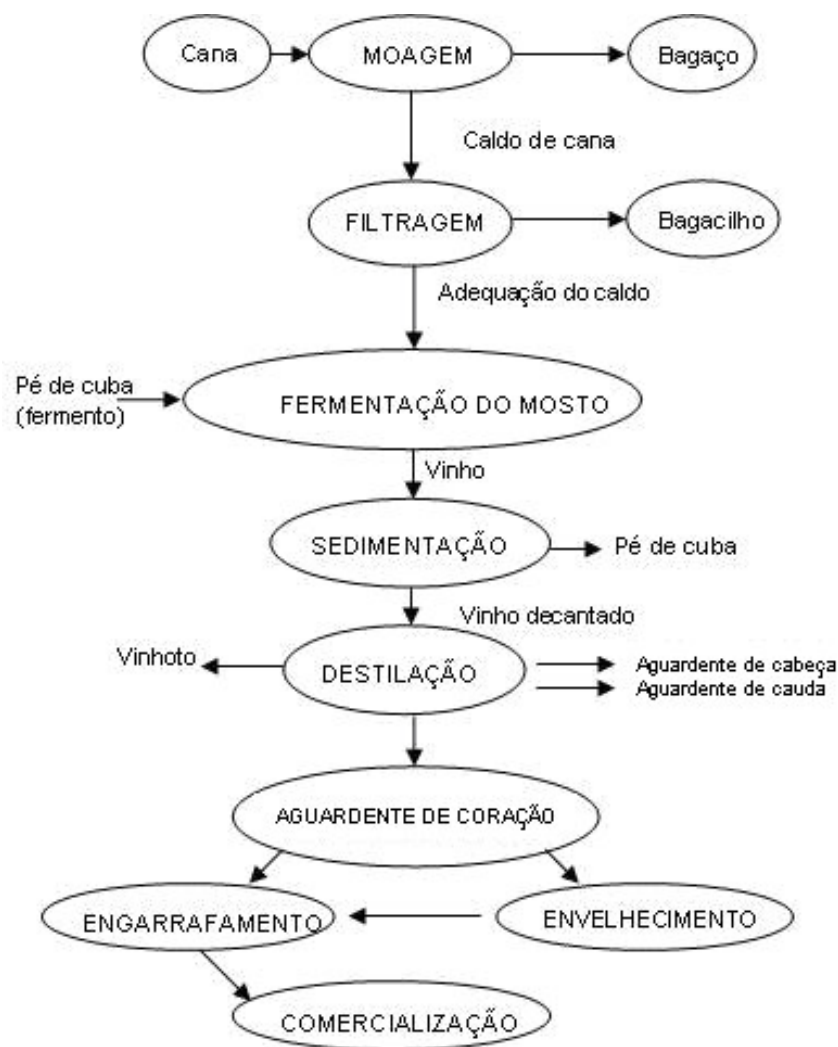 Cana
MOAGEM
Bagaço
Caldo de cana
FILTRAGEM
Bagacilho
Adequação do caldo
Pé de cuba
(fermento)
FERMENTAÇÃO DO MOSTO
Vinho
SEDIMENTAÇÃO
Pé de cuba
Vinho decantado
Vinhoto
DESTILAÇÃO
Aguardente de cabeça
Aguardente de cauda
AGUARDENTE DE CORAÇÃO
ENGARRAFAMENTO
ENVELHECIMENTO
COMERCIALIZAÇÃO